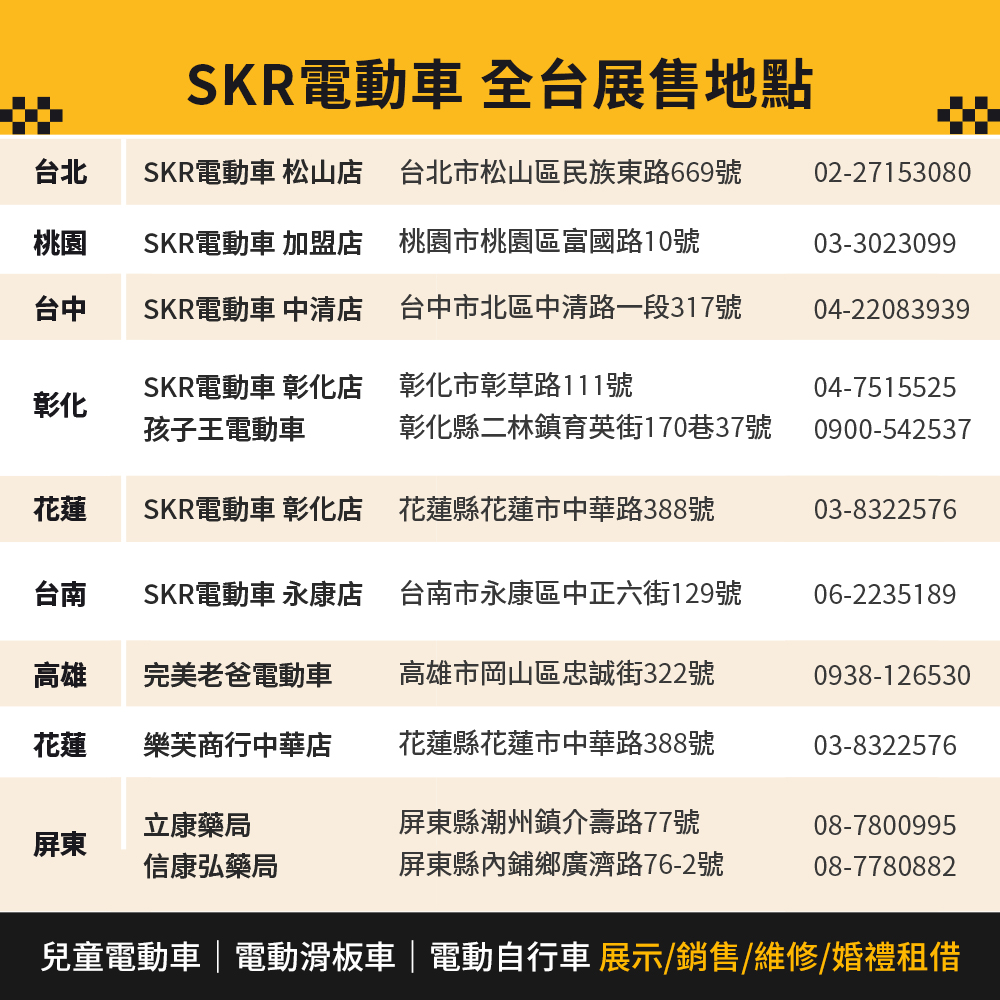 SKR電動車 全台展售地點
台北 SKR電動車 松山店 台北市松山區民族東路669號 02-27153080
桃園 SKR電動車 加盟店 桃園市桃園區富國路10號 03-3023099
台中 SKR電動車 中清店 台中市北區中清路一段317號 04-22083939
彰化 SKR電動車 彰化店 彰化市彰草路111號 04-7515525
孩子王電動車 彰化縣二林鎮育英街170巷37號 0900-542537
花蓮 SKR電動車 彰化店 花蓮縣花蓮市中華路388號 03-8322576
台南 SKR電動車 永康店 台南市永康區中正六街129號 06-2235189
高雄 完美老爸電動車 高雄市岡山區忠誠街322號 0938-126530
花蓮 樂芙商行中華店 花蓮縣花蓮市中華路388號 03-8322576
屏東 立康藥局 屏東縣潮州鎮介壽路77號 08-7800995
信康弘藥局 屏東縣內鋪鄉廣濟路76-2號 08-7780882
兒童電動車｜電動滑板車｜電動自行車 展示/銷售/維修/婚禮租借